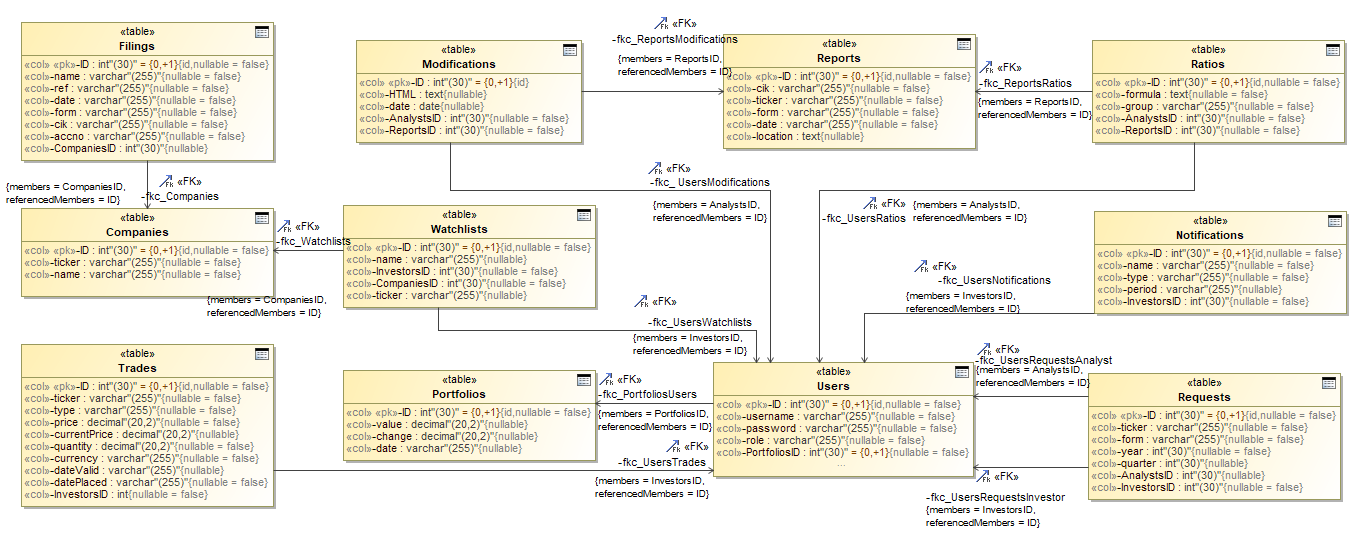 «table»
Filings
«col» «pk»-ID : int"(30)" = {0,+1}{id,nullable = false}
«col»-name : varchar"(255)"{nullable = false}
«col»-ref : varchar"(255)"{nullable = false}
«col»-date : varchar"(255)"{nullable = false}
«col»-form : varchar"(255)"{nullable = false}
«col»-cik : varchar"(255)"{nullable = false}
«col»-accno : varchar"(255)"{nullable = false}
«col»-CompaniesID : int"(30)"{nullable}
«table»
Modifications
«col» «pk»-ID : int"(30)" = {0,+1}{id}
«col»-HTML : text{nullable}
«col»-date : date{nullable}
«col»-AnalystsID : int"(30)"{nullable}
«col»-ReportsID : int"(30)"{nullable}
«FK»
-fkc_ReportsModifications
{members = ReportsID,
referencedMembers = ID}
«table»
Reports
«col» «pk»-ID : int"(30)" = {0,+1}{id,nullable = false}
«col»-cik : varchar"(255)"{nullable = false}
«col»-ticker : varchar"(255)"{nullable = false}
«col»-form : varchar"(255)"{nullable = false}
«col»-date : varchar"(255)"{nullable = false}
«col»-location : text{nullable}
«FK»
-fkc_ReportsRatios
{members = ReportsID,
referencedMembers = ID}
«table»
Ratios
«col» «pk»-ID : int"(30)" = {0,+1}{id,nullable = false}
«col»-formula : text{nullable = false}
«col»-group : varchar"(255)"{nullable = false}
«col»-AnalystsID : int"(30)"{nullable = false}
«col»-ReportsID : int"(30)"{nullable = false}
«FK»
-fkc_Companies
{members = CompaniesID,
referencedMembers = ID}
«FK»
-fkc_UsersModifications
{members = AnalystsID,
referencedMembers = ID}
«FK»
-fkc_UsersRatios
{members = AnalystsID,
referencedMembers = ID}
«table»
Companies
«col» «pk»-ID : int"(30)" = {0,+1}{id,nullable = false}
«col»-ticker : varchar"(255)"{nullable = false}
«col»-name : varchar"(255)"{nullable = false}
«FK»
-fkc_Watchlists
{members = CompaniesID,
referencedMembers = ID}
«table»
Watchlists
«col» «pk»-ID : int"(30)" = {0,+1}{id,nullable = false}
«col»-name : varchar"(255)"{nullable}
«col»-InvestorsID : int"(30)"{nullable = false}
«col»-CompaniesID : int"(30)"{nullable = false}
«col»-ticker : varchar"(255)"{nullable}
«table»
Notifications
«col» «pk»-ID : int"(30)" = {0,+1}{id,nullable = false}
«col»-name : varchar"(255)"{nullable = false}
«col»-type : varchar"(255)"{nullable = false}
«col»-period : varchar"(255)"{nullable = false}
«col»-InvestorsID : int"(30)"{nullable = false}
«FK»
-fkc_UsersNotifications
{members = InvestorsID,
referencedMembers = ID}
«FK»
-fkc_UsersWatchlists
{members = InvestorsID,
referencedMembers = ID}
«table»
Trades
«col» «pk»-ID : int"(30)" = {0,+1}{id,nullable = false}
«col»-ticker : varchar"(255)"{nullable = false}
«col»-type : varchar"(255)"{nullable = false}
«col»-price : decimal"(20,2)"{nullable = false}
«col»-currentPrice : decimal"(20,2)"{nullable}
«col»-quantity : decimal"(20,2)"{nullable = false}
«col»-currency : varchar"(255)"{nullable = false}
«col»-dateValid : varchar"(255)"{nullable = false}
«col»-datePlaced : varchar"(255)"{nullable = false}
«col»-InvestorsID : int{nullable = false}
«table»
Portfolios
«col» «pk»-ID : int"(30)" = {0,+1}{id,nullable = false}
«col»-value : decimal"(20,2)"{nullable}
«col»-change : decimal"(20,2)"{nullable}
«col»-date : varchar"(255)"{nullable}
«FK»
-fkc_PortfoliosUsers
{members = PortfoliosID,
referencedMembers = ID}
«FK»
-fkc_UsersTrades
{members = InvestorsID,
referencedMembers = ID}
«table»
Users
«col» «pk»-ID : int"(30)" = {0,+1}{id,nullable = false}
«col»-username : varchar"(255)"{nullable = false}
«col»-password : varchar"(255)"{nullable = false}
«col»-role : varchar"(255)"{nullable = false}
«col»-PortfoliosID : int"(30)" = {0,+1}{nullable}
...
«FK»
-fkc_UsersRequestsAnalyst
{members = AnalystsID,
referencedMembers = ID}
«table»
Requests
«col» «pk»-ID : int"(30)" = {0,+1}{id,nullable = false}
«col»-ticker : varchar"(255)"{nullable = false}
«col»-form : varchar"(255)"{nullable = false}
«col»-year : int"(30)"{nullable = false}
«col»-quarter : int"(30)"{nullable}
«col»-AnalystsID : int"(30)"{nullable = false}
«col»-InvestorsID : int"(30)"{nullable = false}
«FK»
-fkc_UsersRequestsInvestor
{members = InvestorsID,
referencedMembers = ID}